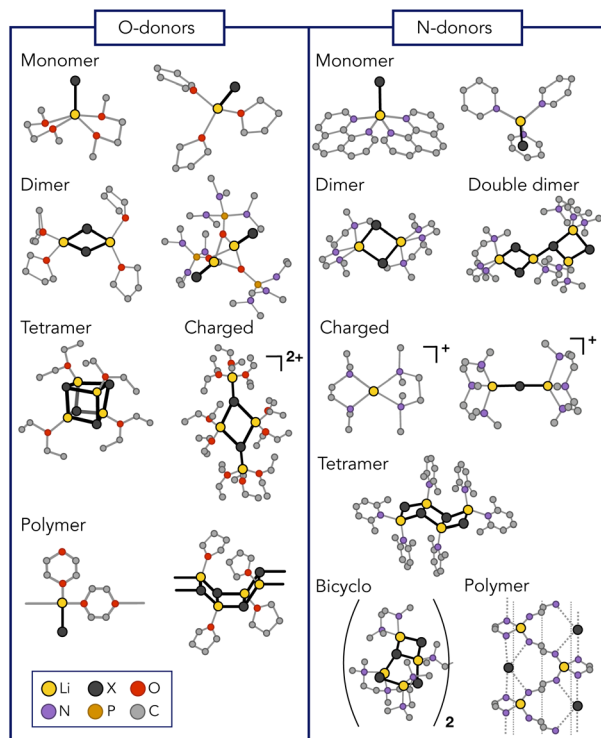 O-donors
Monomer
Dimer
Tetramer
Charged
2+
Polymer
Li
X
O
N
P
C
N-donors
Monomer
Dimer
Double dimer
Charged
+
+
Tetramer
Bicyclo
Polymer
2